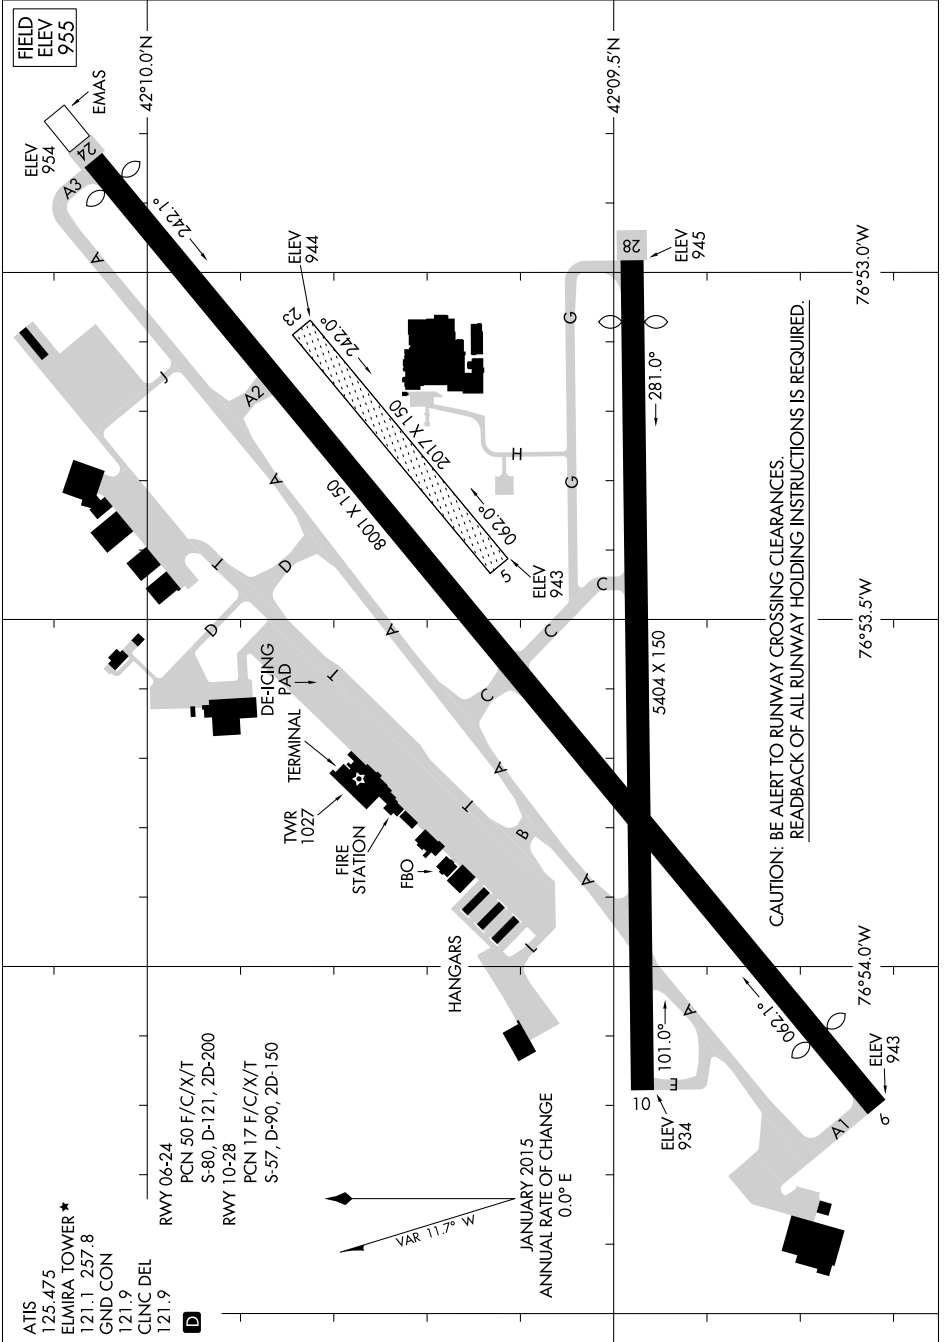 ATIS
125.475
ELMIRA TOWER★
121.1 257.8
GND CON
121.9
CLNC DEL
121.9
D
RWY 06-24
PCN 50 F/C/X/T
S-80, D-121, 2D-200
RWY 10-28
PCN 17 F/C/X/T
S-57, D-90, 2D-150
VAR 11.7° W
JANUARY 2015
ANNUAL RATE OF CHANGE
0.0° E
FIELD
ELEV
955
EMAS
ELEV
954
24
A3
A
242.1°
42°10.0'N
42°09.5'N
J
A2
A
8001 X 150
ELEV
944
23
242.0°
2017 X 150
062.0°
5
ELEV
943
H
G
G
28
ELEV
945
281.0°
76°53.0'W
T
D
D
A
DE-ICING
PAD
T
TERMINAL
TWR
1027
FIRE
STATION
FBO
HANGARS
T
T
B
A
A
C
C
C
5404 X 150
76°53.5'W
76°54.0'W
10
ELEV
934
101.0°
E
A
062.1°
A1
6
ELEV
943
CAUTION: BE ALERT TO RUNWAY CROSSING CLEARANCES.
READBACK OF ALL RUNWAY HOLDING INSTRUCTIONS IS REQUIRED.